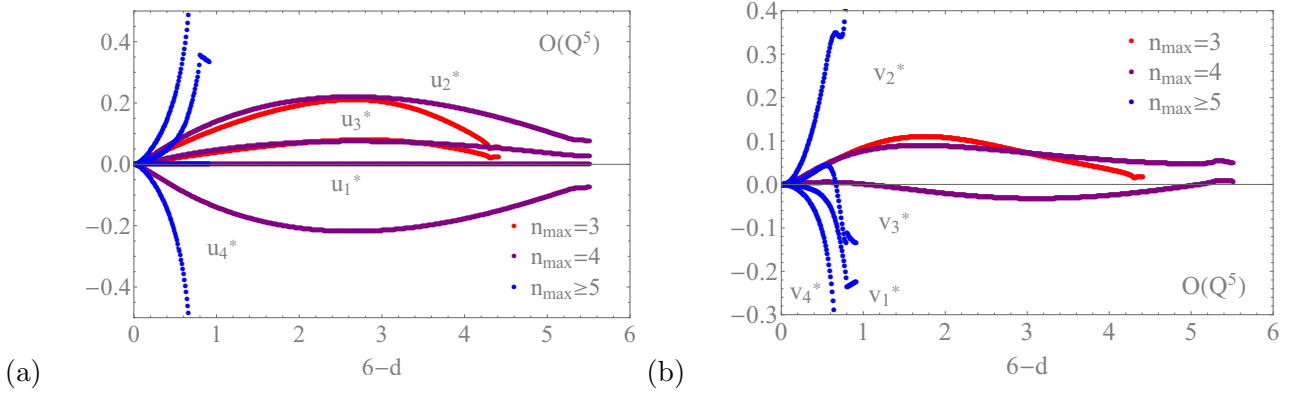 0.4
0.2
0.0
−0.2
−0.4
O(Q⁵)
u₂*
u₃*
u₁*
u₄*
n_max=3
n_max=4
n_max≥5
0 1 2 3 4 5 6
6−d
(a)
0.4
0.3
0.2
0.1
0.0
−0.1
−0.2
−0.3
n_max=3
n_max=4
n_max≥5
v₂*
v₃*
v₄*
v₁*
O(Q⁵)
0 1 2 3 4 5 6
6−d
(b)